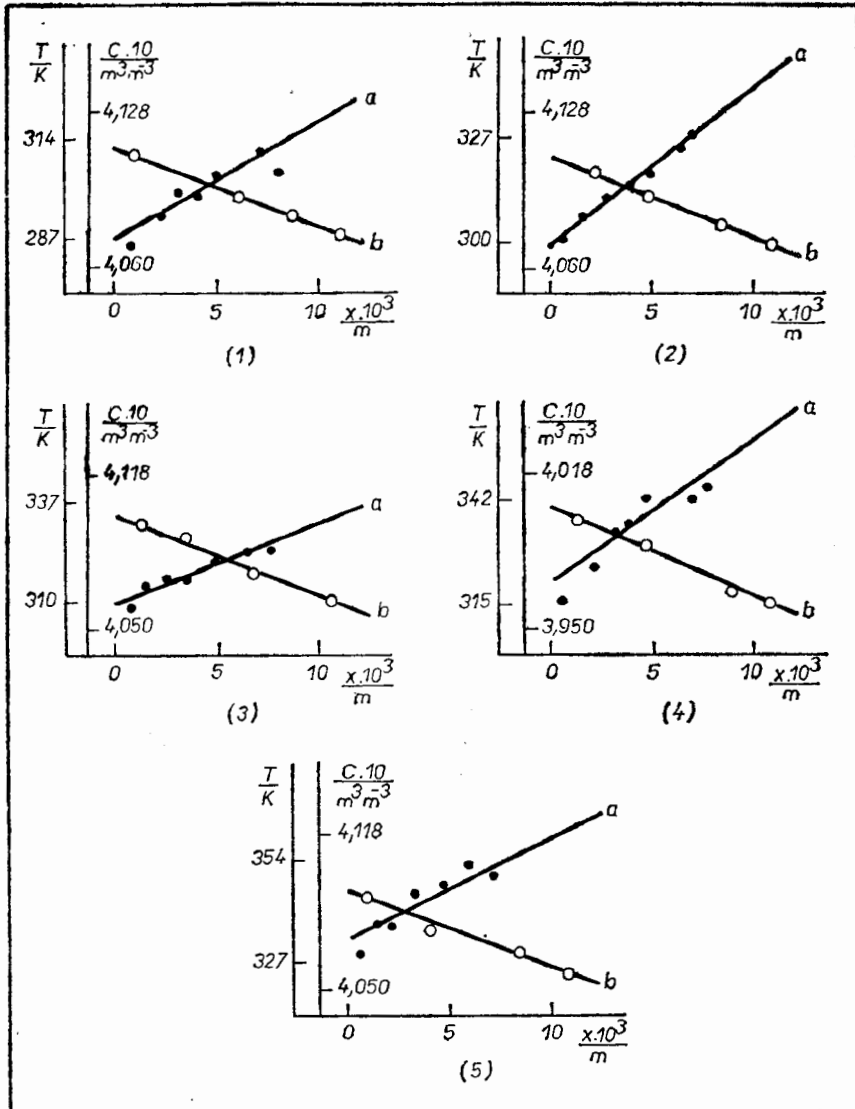 T/K C.10/m³m⁻³
a
4,128
314
287
b
4,060
0 5 10 x.10³/m
(1)
T/K C.10/m³m⁻³
a
4,128
327
300
b
4,060
0 5 10 x.10³/m
(2)
T/K C.10/m³m⁻³
4,118
337
a
310
b
4,050
0 5 10 x.10³/m
(3)
T/K C.10/m³m⁻³
a
4,018
342
315
b
3,950
0 5 10 x.10³/m
(4)
T/K C.10/m³m⁻³
a
4,118
354
327
b
4,050
0 5 10 x.10³/m
(5)